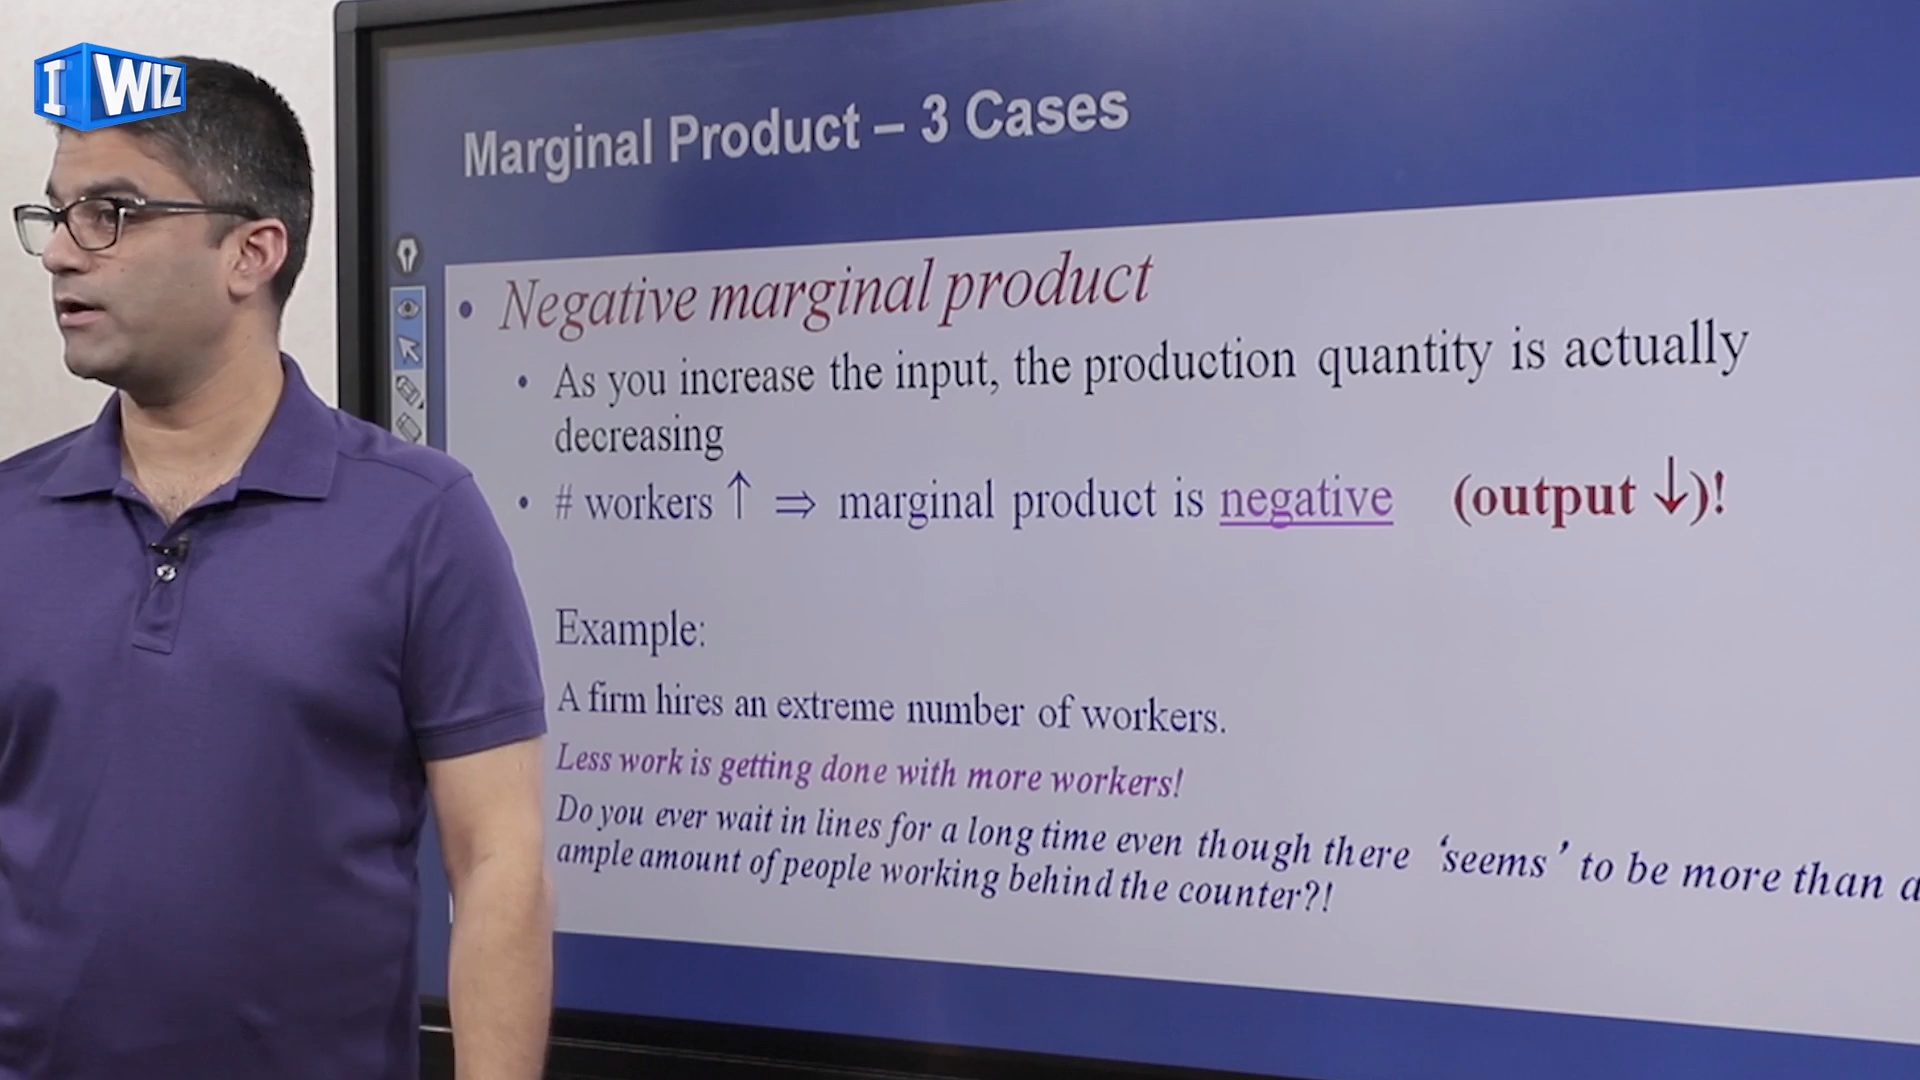 I WIZ
Marginal Product – 3 Cases
• Negative marginal product
• As you increase the input, the production quantity is actually
decreasing
• # workers ↑ ⇒ marginal product is negative (output ↓)!
Example:
A firm hires an extreme number of workers.
Less work is getting done with more workers!
Do you ever wait in lines for a long time even though there ‘seems’ to be more than a
ample amount of people working behind the counter?!